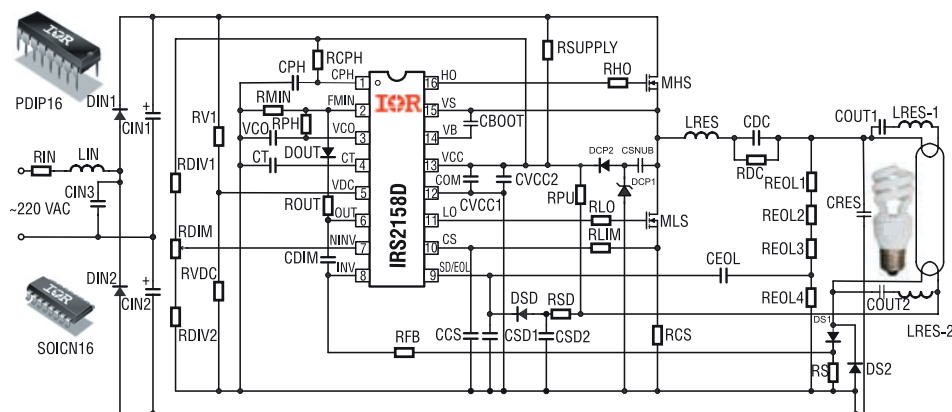 IOR
PDIP16
DIN1
CIN1
RIN
LIN
CIN3
~220 VAC
DIN2
CIN2
IOR
SOICN16
RV1
RDIV1
RDIM
RVDC
RDIV2
CPH
RCPH
RMIN
RPH
VCO
CT
DOUT
ROUT
CDIM
CPH
FMIN
VCO
CT
VDC
OUT
NINV
INV
1
2
3
4
5
6
7
8
IOR
IRS2158D
16
15
14
13
12
11
10
9
HO
VS
VB
VCC
COM
LO
CS
SD/EOL
RSUPPLY
RHO
MHS
CBOOT
DCP2
CSNUB
DCP1
CVCC1
CVCC2
RPU
RLO
MLS
RLIM
CEOL
DSD
RSD
CCS
CSD1
CSD2
RCS
RFB
LRES
CDC
RDC
REOL1
REOL2
REOL3
REOL4
COUT1
LRES-1
CRES
COUT2
LRES-2
DS1
RS
DS2